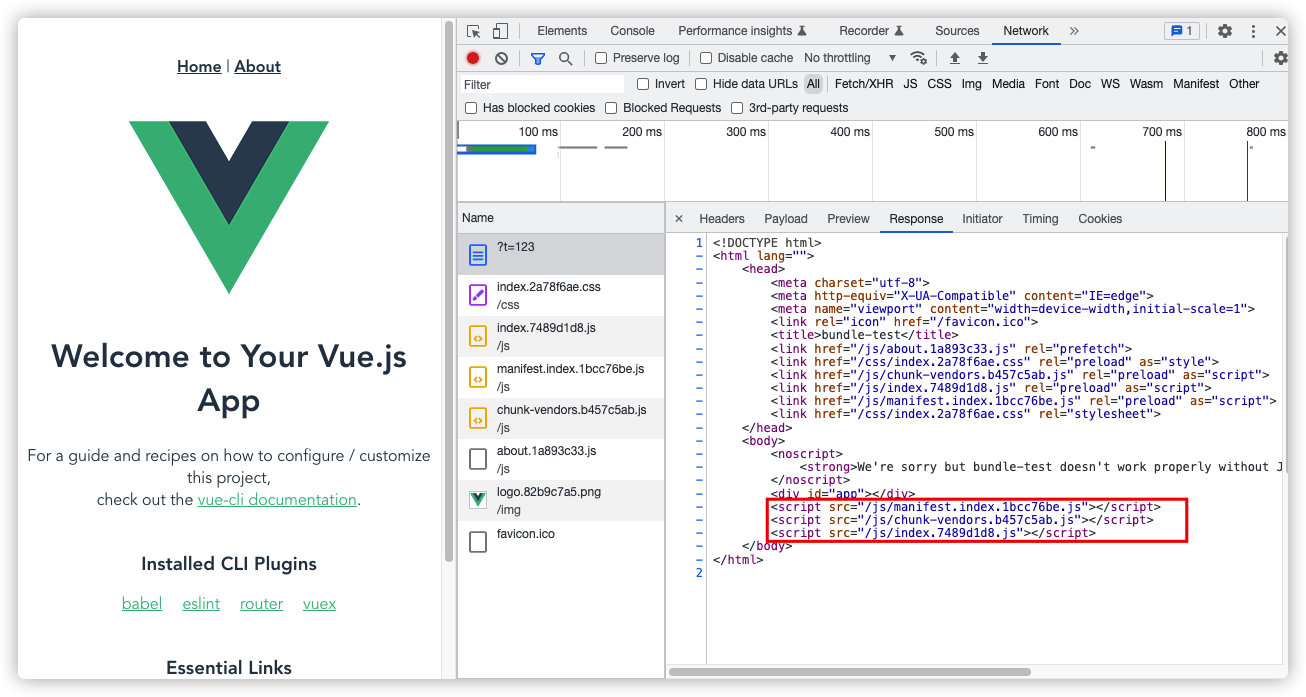 Home | About
Welcome to Your Vue.js
App
For a guide and recipes on how to configure / customize
this project,
check out the vue-cli documentation.
Installed CLI Plugins
babel eslint router vuex
Essential Links
Elements Console Performance insights Recorder Sources Network » 1
Preserve log Disable cache No throttling
Filter Invert Hide data URLs All Fetch/XHR JS CSS Img Media Font Doc WS Wasm Manifest Other
Has blocked cookies Blocked Requests 3rd-party requests
100 ms 200 ms 300 ms 400 ms 500 ms 600 ms 700 ms 800 ms
Name
?t=123
index.2a78f6ae.css
/css
index.7489d1d8.js
/js
manifest.index.1bcc76be.js
/js
chunk-vendors.b457c5ab.js
/js
about.1a893c33.js
/js
logo.82b9c7a5.png
/img
favicon.ico
× Headers Payload Preview Response Initiator Timing Cookies
1 <!DOCTYPE html>
– <html lang="">
– <head>
– <meta charset="utf-8">
– <meta http-equiv="X-UA-Compatible" content="IE=edge">
– <meta name="viewport" content="width=device-width,initial-scale=1">
– <link rel="icon" href="/favicon.ico">
– <title>bundle-test</title>
– <link href="/js/about.1a893c33.js" rel="prefetch">
– <link href="/css/index.2a78f6ae.css" rel="preload" as="style">
– <link href="/js/chunk-vendors.b457c5ab.js" rel="preload" as="script">
– <link href="/js/index.7489d1d8.js" rel="preload" as="script">
– <link href="/js/manifest.index.1bcc76be.js" rel="preload" as="script">
– <link href="/css/index.2a78f6ae.css" rel="stylesheet">
– </head>
– <body>
– <noscript>
– <strong>We're sorry but bundle-test doesn't work properly without J
– </noscript>
– <div id="app"></div>
– <script src="/js/manifest.index.1bcc76be.js"></script>
– <script src="/js/chunk-vendors.b457c5ab.js"></script>
– <script src="/js/index.7489d1d8.js"></script>
– </body>
– </html>
2